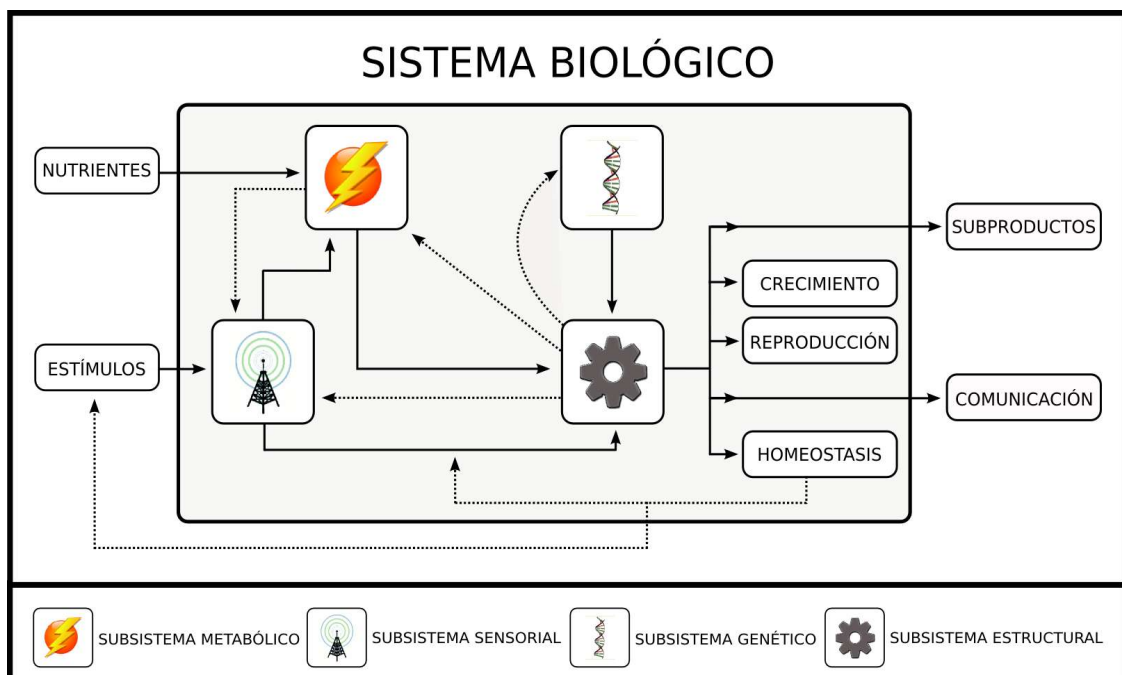 SISTEMA BIOLÓGICO
NUTRIENTES
ESTÍMULOS
SUBPRODUCTOS
CRECIMIENTO
REPRODUCCIÓN
COMUNICACIÓN
HOMEOSTASIS
SUBSISTEMA METABÓLICO
SUBSISTEMA SENSORIAL
SUBSISTEMA GENÉTICO
SUBSISTEMA ESTRUCTURAL